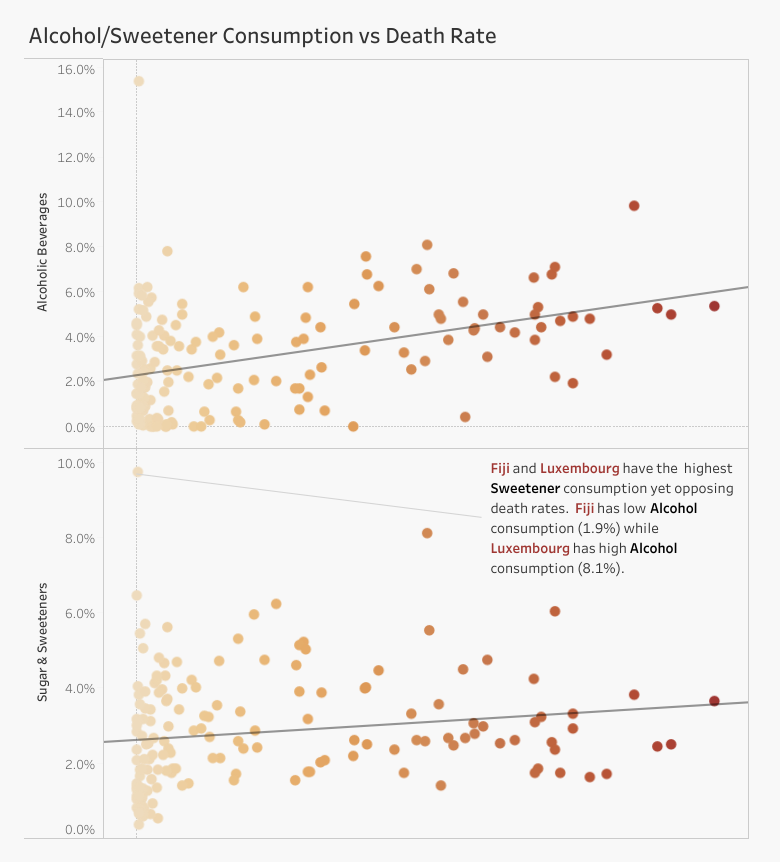 Alcohol/Sweetener Consumption vs Death Rate
16.0%
14.0%
12.0%
10.0%
8.0%
6.0%
4.0%
2.0%
0.0%
Alcoholic Beverages
10.0%
8.0%
6.0%
4.0%
2.0%
0.0%
Sugar & Sweeteners
Fiji and Luxembourg have the highest
Sweetener consumption yet opposing
death rates. Fiji has low Alcohol
consumption (1.9%) while
Luxembourg has high Alcohol
consumption (8.1%).